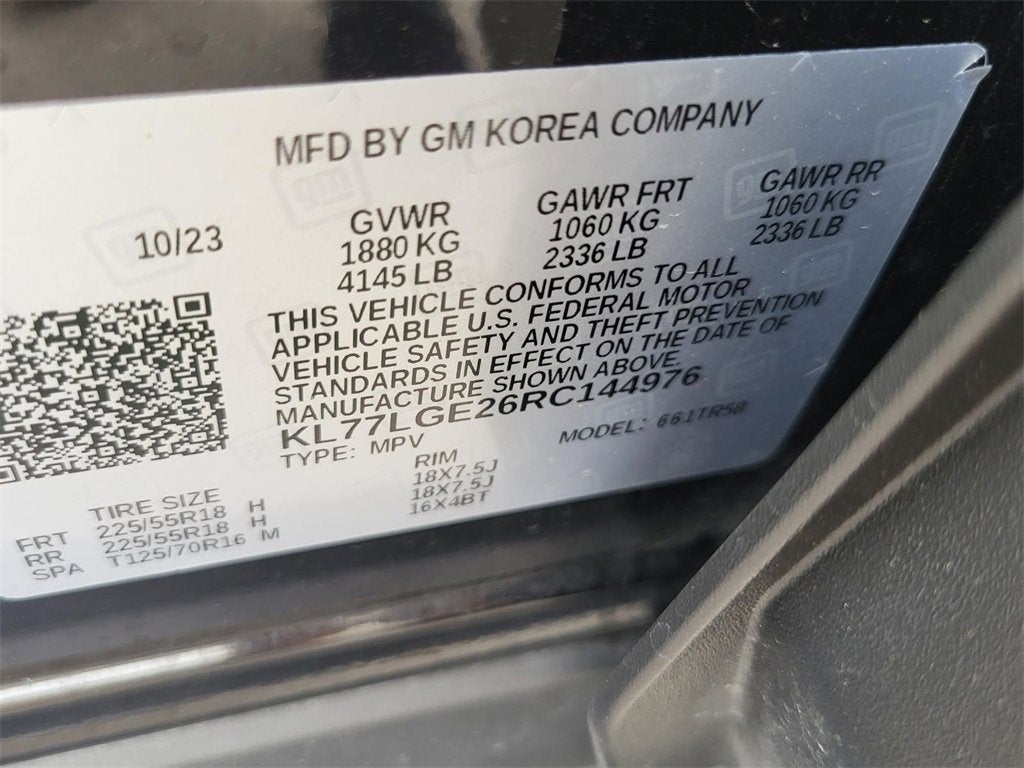 MFD BY GM KOREA COMPANY
10/23
GVWR
1880 KG
4145 LB
GAWR FRT
1060 KG
2336 LB
GAWR RR
1060 KG
2336 LB
THIS VEHICLE CONFORMS TO ALL
APPLICABLE U.S. FEDERAL MOTOR
VEHICLE SAFETY AND THEFT PREVENTION
STANDARDS IN EFFECT ON THE DATE OF
MANUFACTURE SHOWN ABOVE.
KL77LGE26RC144976
TYPE: MPV MODEL: 661TR58
TIRE SIZE RIM
FRT 225/55R18 H 18X7.5J
RR 225/55R18 H 18X7.5J
SPA T125/70R16 M 16X4BT
gm
gm
gm